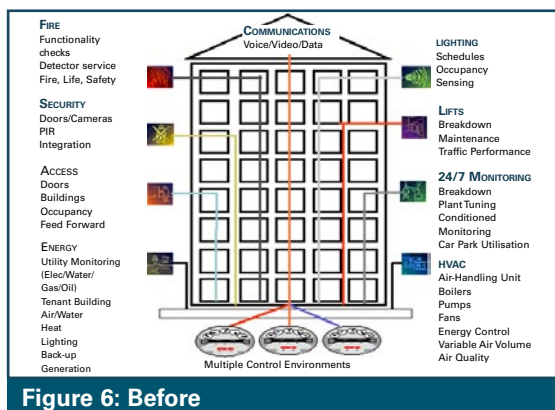 FIRE
Functionality
checks
Detector service
Fire, Life, Safety
SECURITY
Doors/Cameras
PIR
Integration
ACCESS
Doors
Buildings
Occupancy
Feed Forward
ENERGY
Utility Monitoring
(Elec/Water/
Gas/Oil)
Tenant Building
Air/Water
Heat
Lighting
Back-up
Generation
COMMUNICATIONS
Voice/Video/Data
LIGHTING
Schedules
Occupancy
Sensing
LIFTS
Breakdown
Maintenance
Traffic Performance
24/7 MONITORING
Breakdown
Plant Tuning
Conditioned
Monitoring
Car Park Utilisation
HVAC
Air-Handling Unit
Boilers
Pumps
Fans
Energy Control
Variable Air Volume
Air Quality
Multiple Control Environments
Figure 6: Before